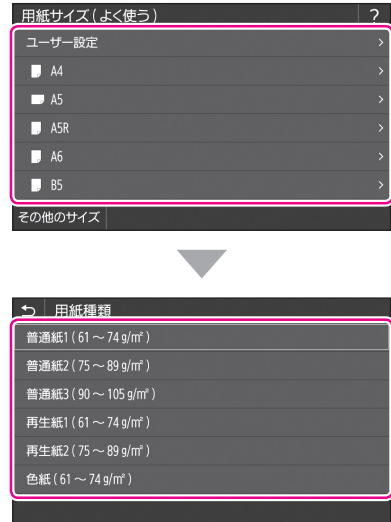 用紙サイズ(よく使う) ?
ユーザー設定
A4
A5
A5R
A6
B5
その他のサイズ
用紙種類
普通紙1(61~74 g/m²)
普通紙2(75~89 g/m²)
普通紙3(90~105 g/m²)
再生紙1(61~74 g/m²)
再生紙2(75~89 g/m²)
色紙(61~74 g/m²)